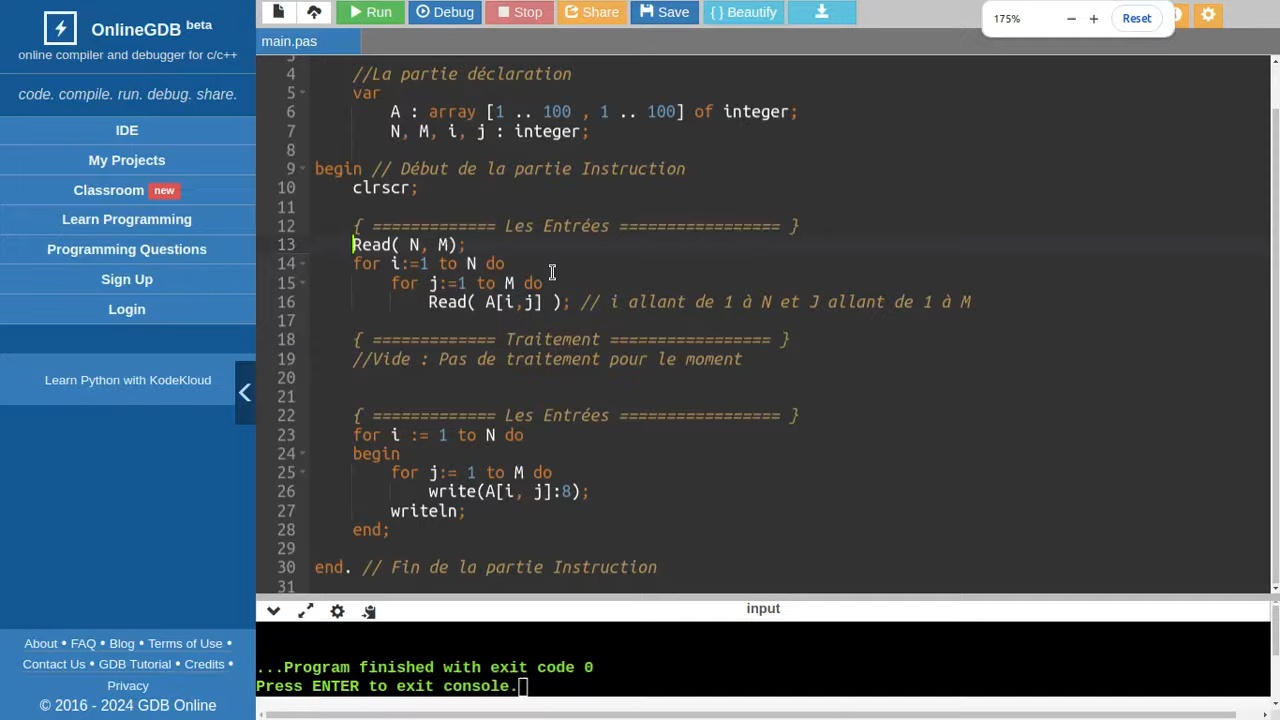 OnlineGDB beta
online compiler and debugger for c/c++
code. compile. run. debug. share.
IDE
My Projects
Classroom new
Learn Programming
Programming Questions
Sign Up
Login
Learn Python with KodeKloud
About • FAQ • Blog • Terms of Use •
Contact Us • GDB Tutorial • Credits •
Privacy
© 2016 - 2024 GDB Online
Run Debug Stop Share Save { } Beautify
175% − + Reset
main.pas
4 //La partie déclaration
5 var
6 A : array [1 .. 100 , 1 .. 100] of integer;
7 N, M, i, j : integer;
8
9 begin // Début de la partie Instruction
10 clrscr;
11
12 { ============= Les Entrées ================= }
13 Read( N, M);
14 for i:=1 to N do
15 for j:=1 to M do
16 Read( A[i,j] ); // i allant de 1 à N et J allant de 1 à M
17
18 { ============= Traitement ================= }
19 //Vide : Pas de traitement pour le moment
20
21
22 { ============= Les Entrées ================= }
23 for i := 1 to N do
24 begin
25 for j:= 1 to M do
26 write(A[i, j]:8);
27 writeln;
28 end;
29
30 end. // Fin de la partie Instruction
31
input
...Program finished with exit code 0
Press ENTER to exit console.